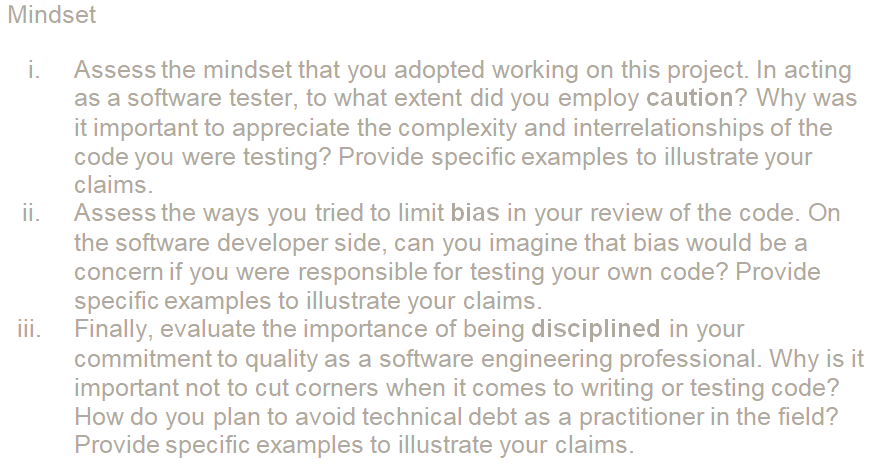 Mindset
i. Assess the mindset that you adopted working on this project. In acting
as a software tester, to what extent did you employ caution? Why was
it important to appreciate the complexity and interrelationships of the
code you were testing? Provide specific examples to illustrate your
claims.
ii. Assess the ways you tried to limit bias in your review of the code. On
the software developer side, can you imagine that bias would be a
concern if you were responsible for testing your own code? Provide
specific examples to illustrate your claims.
iii. Finally, evaluate the importance of being disciplined in your
commitment to quality as a software engineering professional. Why is it
important not to cut corners when it comes to writing or testing code?
How do you plan to avoid technical debt as a practitioner in the field?
Provide specific examples to illustrate your claims.